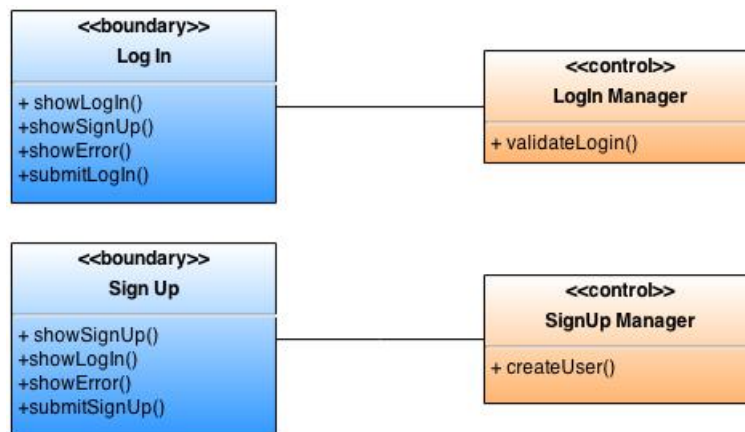 <<boundary>>
Log In
+ showLogIn()
+showSignUp()
+showError()
+submitLogIn()
<<control>>
LogIn Manager
+ validateLogin()
<<boundary>>
Sign Up
+ showSignUp()
+showLogIn()
+showError()
+submitSignUp()
<<control>>
SignUp Manager
+ createUser()